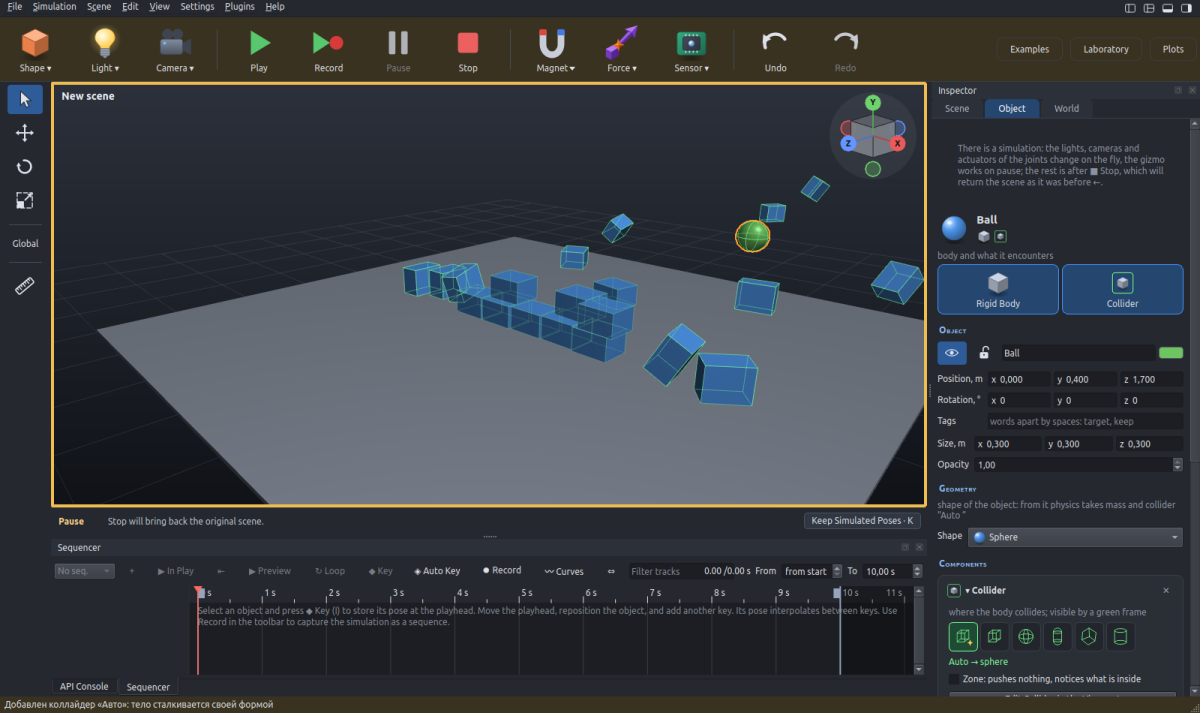 File Simulation Scene Edit View Settings Plugins Help
Shape Light Camera Play Record Pause Stop Magnet Force Sensor Undo Redo Examples Laboratory Plots
New scene
Y
Z X
Global
Inspector
Scene Object World
There is a simulation: the lights, cameras and
actuators of the joints change on the fly, the gizmo
works on pause; the rest is after ■ Stop, which will
return the scene as it was before ←.
Ball
body and what it encounters
Rigid Body Collider
Object
Ball
Position, m x 0,000 y 0,400 z 1,700
Rotation, ° x 0 y 0 z 0
Tags words apart by spaces: target, keep
Size, m x 0,300 y 0,300 z 0,300
Opacity 1,00
Geometry
shape of the object: from it physics takes mass and collider
"Auto "
Shape Sphere
Components
Collider
where the body collides; visible by a green frame
Auto → sphere
Zone: pushes nothing, notices what is inside
Pause Stop will bring back the original scene. Keep Simulated Poses · K
Sequencer
No seq. + ▶ In Play ⇤ ▶ Preview ↻ Loop ◆ Key ◈ Auto Key ● Record Curves ⇔ Filter tracks 0.00 /0.00 s From from start To 10,00 s
s 1 s 2 s 3 s 4 s 5 s 6 s 7 s 8 s 9 s 10 s 11 s
Select an object and press ◆ Key (I) to store its pose at the playhead. Move the playhead, reposition the object, and add another key. Its pose interpolates between keys. Use
Record in the toolbar to capture the simulation as a sequence.
API Console Sequencer
Добавлен коллайдер «Авто»: тело сталкивается своей формой